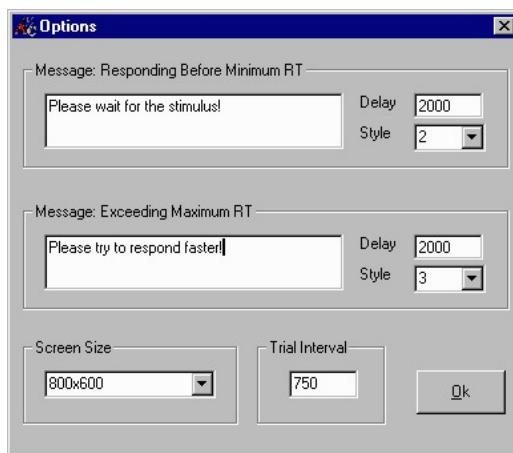 Options
Message: Responding Before Minimum RT
Please wait for the stimulus!
Delay 2000
Style 2
Message: Exceeding Maximum RT
Please try to respond faster!
Delay 2000
Style 3
Screen Size
800x600
Trial Interval
750
Ok